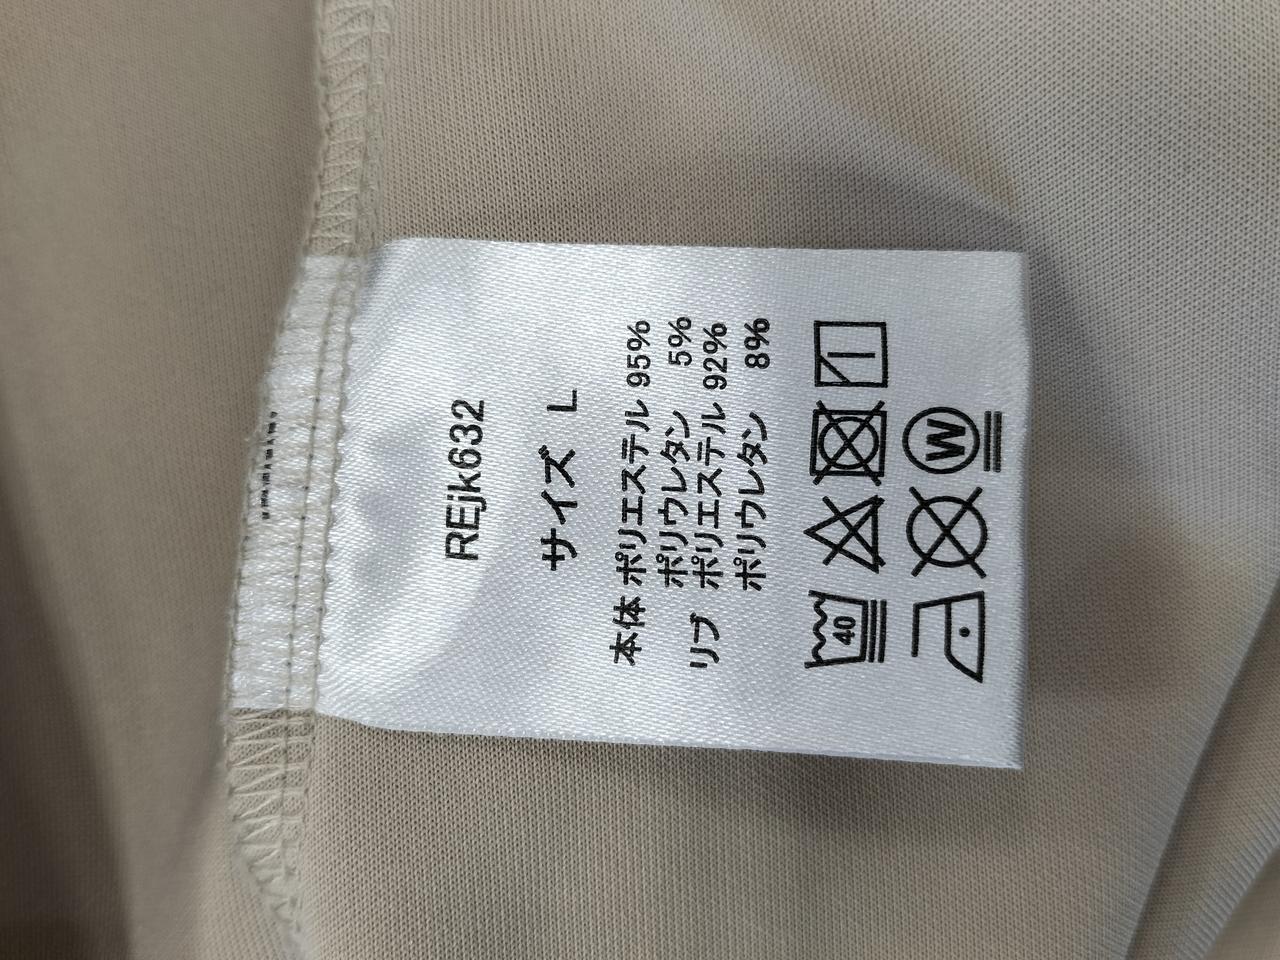 REjk632
サイズ L
本体 ポリエステル 95%
ポリウレタン 5%
リブ ポリエステル 92%
ポリウレタン 8%
40
W